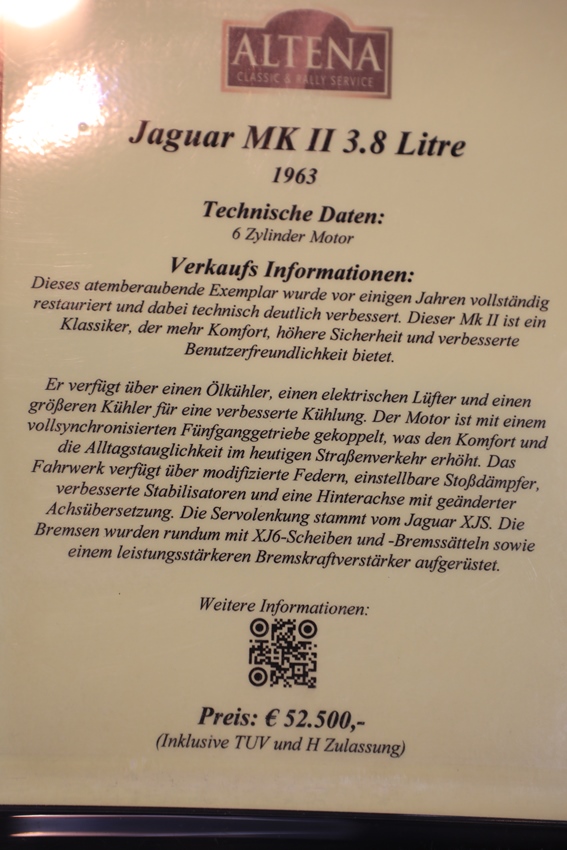 ALTENA
CLASSIC & RALLY SERVICE
Jaguar MK II 3.8 Litre
1963
Technische Daten:
6 Zylinder Motor
Verkaufs Informationen:
Dieses atemberaubende Exemplar wurde vor einigen Jahren vollständig
restauriert und dabei technisch deutlich verbessert. Dieser Mk II ist ein
Klassiker, der mehr Komfort, höhere Sicherheit und verbesserte
Benutzerfreundlichkeit bietet.
Er verfügt über einen Ölkühler, einen elektrischen Lüfter und einen
größeren Kühler für eine verbesserte Kühlung. Der Motor ist mit einem
vollsynchronisierten Fünfganggetriebe gekoppelt, was den Komfort und
die Alltagstauglichkeit im heutigen Straßenverkehr erhöht. Das
Fahrwerk verfügt über modifizierte Federn, einstellbare Stoßdämpfer,
verbesserte Stabilisatoren und eine Hinterachse mit geänderter
Achsübersetzung. Die Servolenkung stammt vom Jaguar XJS. Die
Bremsen wurden rundum mit XJ6-Scheiben und -Bremssätteln sowie
einem leistungsstärkeren Bremskraftverstärker aufgerüstet.
Weitere Informationen:
Preis: € 52.500,-
(Inklusive TUV und H Zulassung)